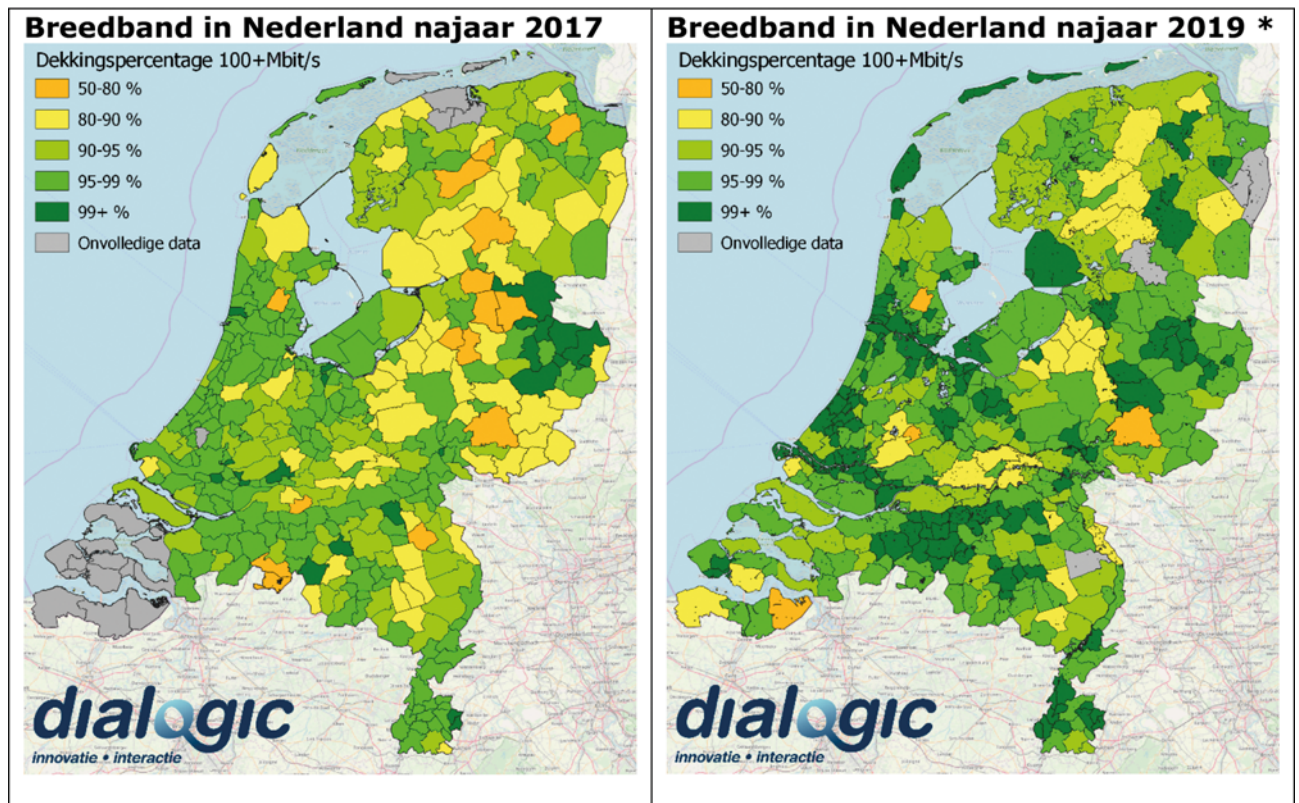 Breedband in Nederland najaar 2017
Dekkingspercentage 100+Mbit/s
50-80 %
80-90 %
90-95 %
95-99 %
99+ %
Onvolledige data
dialogic
innovatie • interactie
Breedband in Nederland najaar 2019 *
Dekkingspercentage 100+Mbit/s
50-80 %
80-90 %
90-95 %
95-99 %
99+ %
Onvolledige data
dialogic
innovatie • interactie